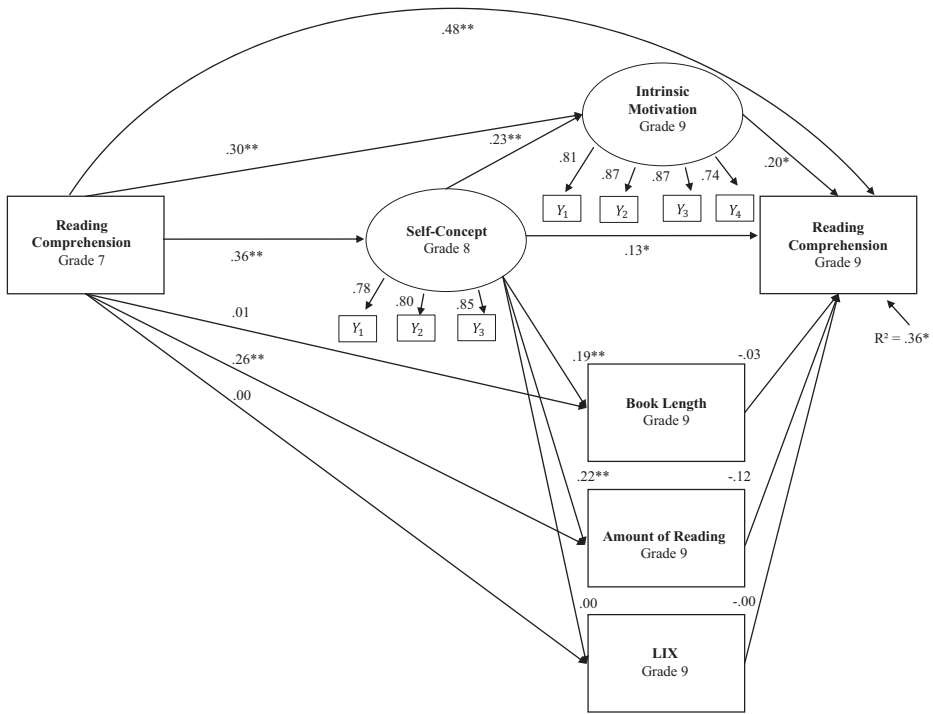 .48**
Intrinsic
Motivation
Grade 9
.30**
.23**
.81
.87
.87
.74
.20*
Y₁
Y₂
Y₃
Y₄
Reading
Comprehension
Grade 7
Self-Concept
Grade 8
Reading
Comprehension
Grade 9
.36**
.13*
.78
.80
.85
Y₁
Y₂
Y₃
R² = .36*
.01
.26**
.00
.19**
-.03
Book Length
Grade 9
.22**
-.12
Amount of Reading
Grade 9
.00
-.00
LIX
Grade 9